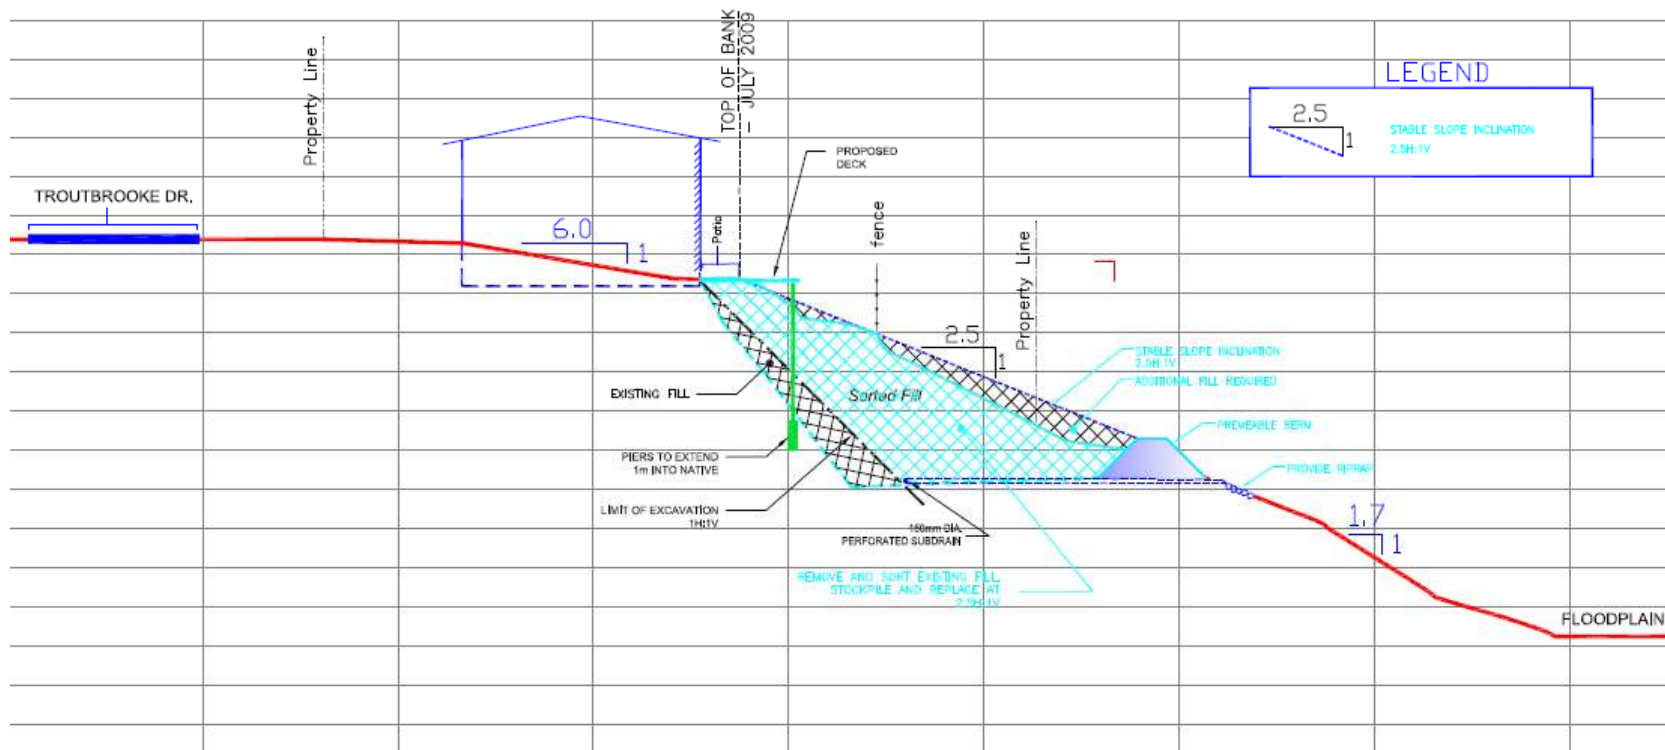 TOP OF BANK
- JULY 2009
Property Line
LEGEND
2.5
1
STABLE SLOPE INCLINATION
2.5H:1V
PROPOSED
DECK
TROUTBROOKE DR.
6.0
1
Patio
fence
Property Line
2.5
1
STABLE SLOPE INCLINATION
2.5H:1V
ADDITIONAL FILL REQUIRED
EXISTING FILL
Sorted Fill
PREMEABLE BERM
PIERS TO EXTEND
1m INTO NATIVE
PROVIDE RIPRAP
LIMIT OF EXCAVATION
1H:1V
1.7
1
150mm DIA.
PERFORATED SUBDRAIN
REMOVE AND SORT EXISTING FILL,
STOCKPILE AND REPLACE AT
2.5H:1V
FLOODPLAIN